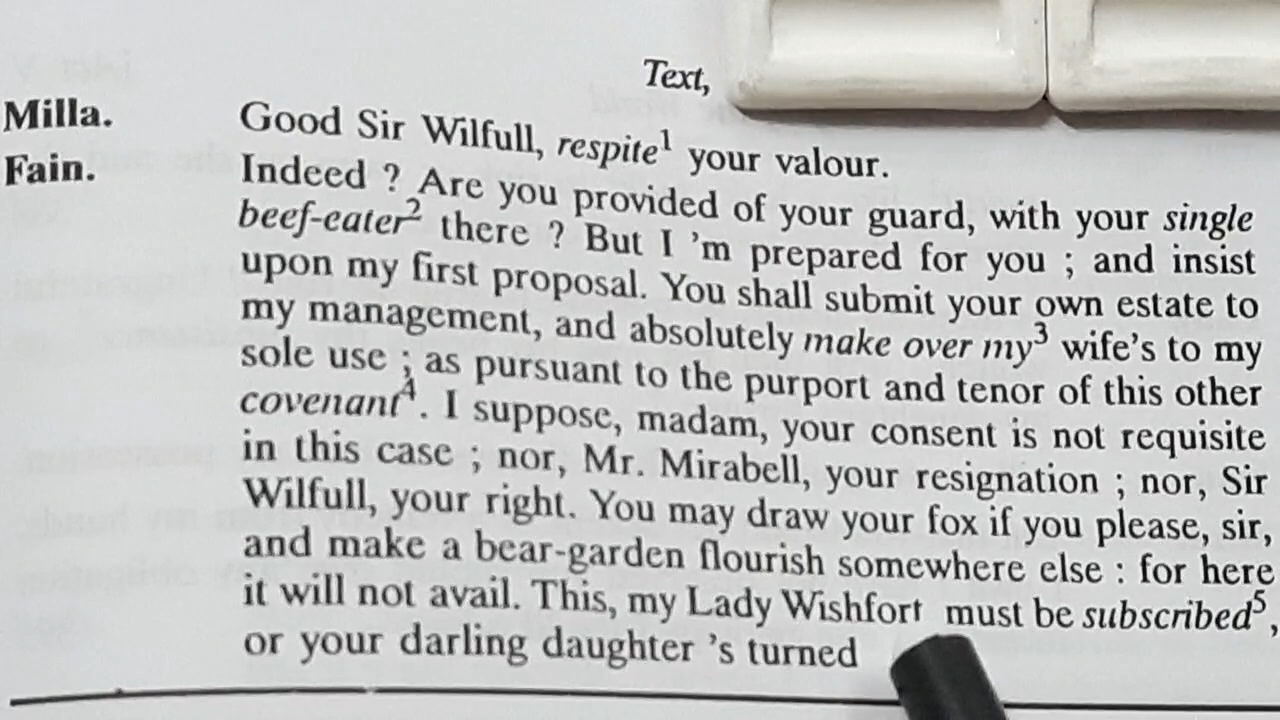 Text,
Milla. Good Sir Wilfull, respite¹ your valour.
Fain. Indeed ? Are you provided of your guard, with your single
beef-eater² there ? But I 'm prepared for you ; and insist
upon my first proposal. You shall submit your own estate to
my management, and absolutely make over my³ wife's to my
sole use ; as pursuant to the purport and tenor of this other
covenant⁴. I suppose, madam, your consent is not requisite
in this case ; nor, Mr. Mirabell, your resignation ; nor, Sir
Wilfull, your right. You may draw your fox if you please, sir,
and make a bear-garden flourish somewhere else : for here
it will not avail. This, my Lady Wishfort must be subscribed⁵,
or your darling daughter 's turned